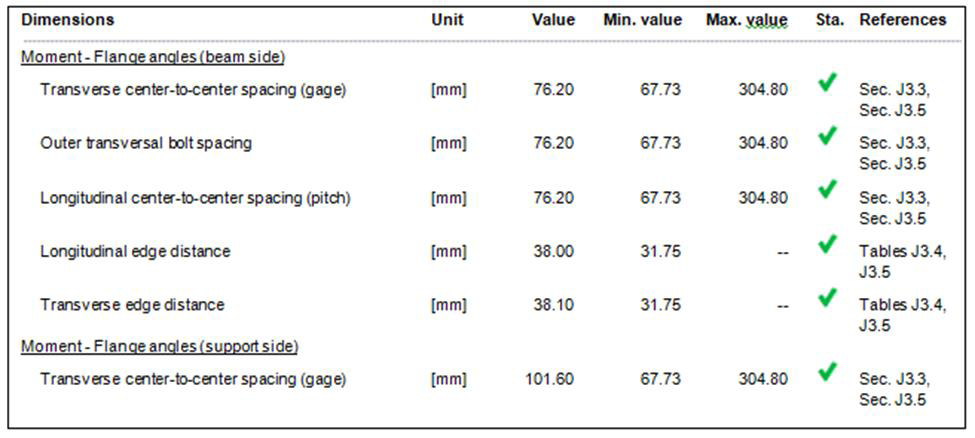 Dimensions Unit Value Min. value Max. value Sta. References
Moment - Flange angles (beam side)
Transverse center-to-center spacing (gage) [mm] 76.20 67.73 304.80 ✔ Sec. J3.3,
Sec. J3.5
Outer transversal bolt spacing [mm] 76.20 67.73 304.80 ✔ Sec. J3.3,
Sec. J3.5
Longitudinal center-to-center spacing (pitch) [mm] 76.20 67.73 304.80 ✔ Sec. J3.3,
Sec. J3.5
Longitudinal edge distance [mm] 38.00 31.75 -- ✔ Tables J3.4,
J3.5
Transverse edge distance [mm] 38.10 31.75 -- ✔ Tables J3.4,
J3.5
Moment - Flange angles (support side)
Transverse center-to-center spacing (gage) [mm] 101.60 67.73 304.80 ✔ Sec. J3.3,
Sec. J3.5